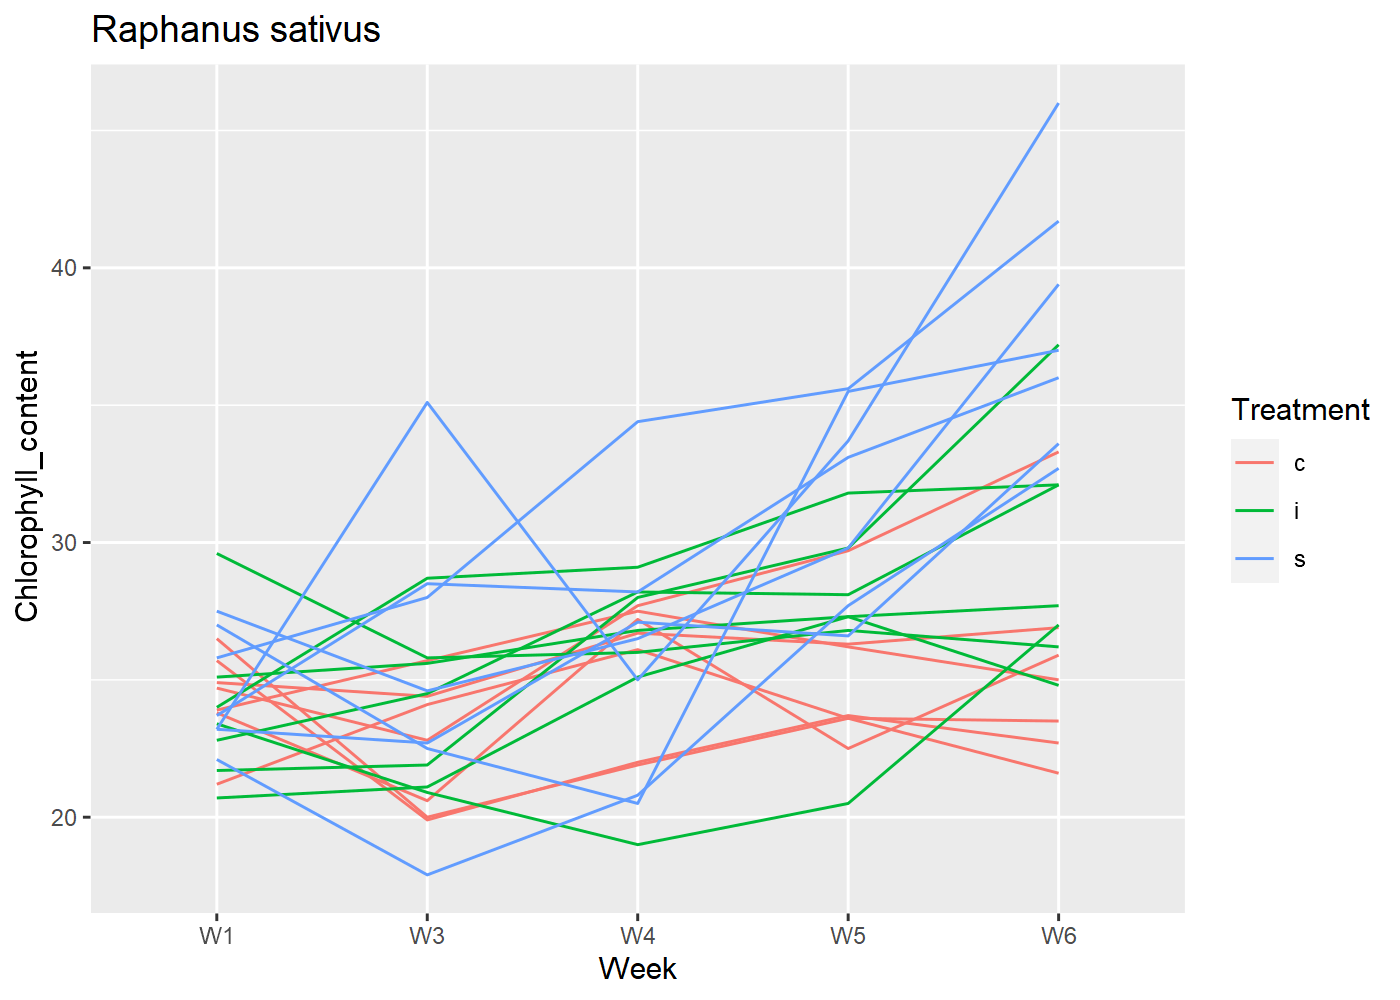 Raphanus sativus
Chlorophyll_content
40
30
20
W1 W3 W4 W5 W6
Week
Treatment
c
i
s